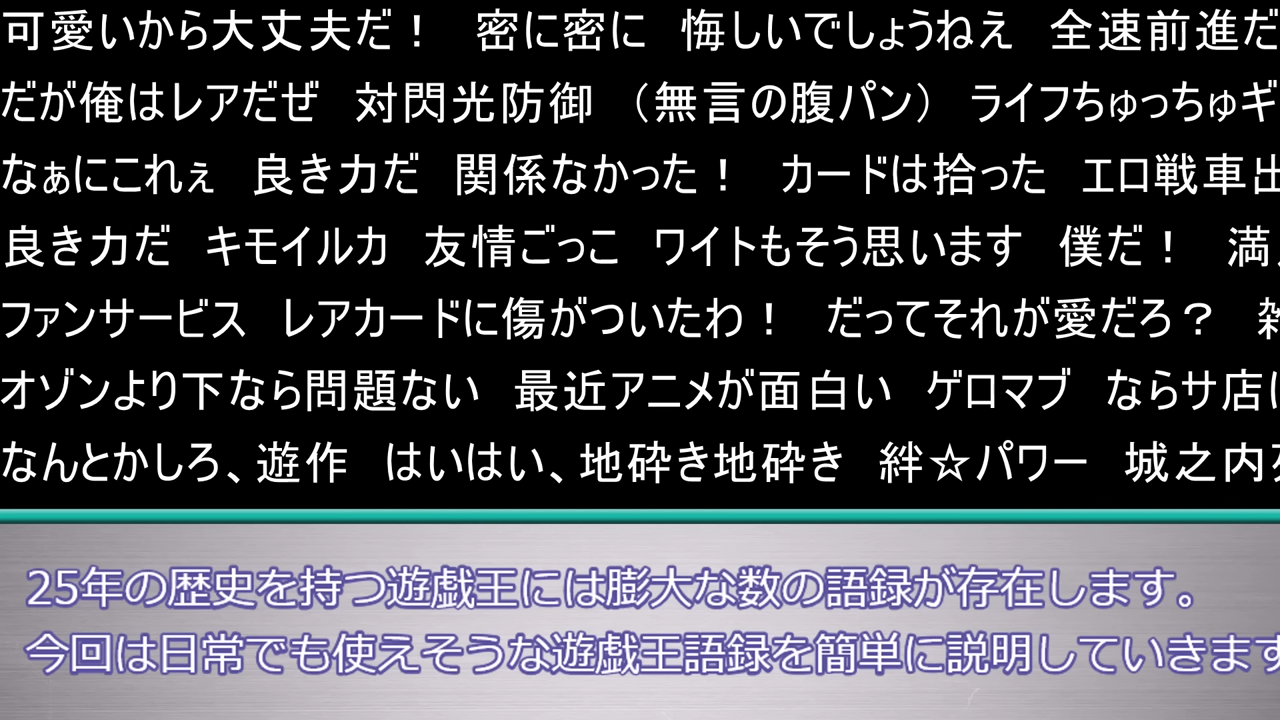 可愛いから大丈夫だ！　密に密に　悔しいでしょうねえ　全速前進だ
だが俺はレアだぜ　対閃光防御　（無言の腹パン）　ライフちゅっちゅギ
なぁにこれぇ　良き力だ　関係なかった！　カードは拾った　エロ戦車出
良き力だ　キモイルカ　友情ごっこ　ワイトもそう思います　僕だ！　満
ファンサービス　レアカードに傷がついたわ！　だってそれが愛だろ？　雑
オゾンより下なら問題ない　最近アニメが面白い　ゲロマブ　ならサ店に
なんとかしろ、遊作　はいはい、地砕き地砕き　絆☆パワー　城之内死
25年の歴史を持つ遊戯王には膨大な数の語録が存在します。
今回は日常でも使えそうな遊戯王語録を簡単に説明していきます